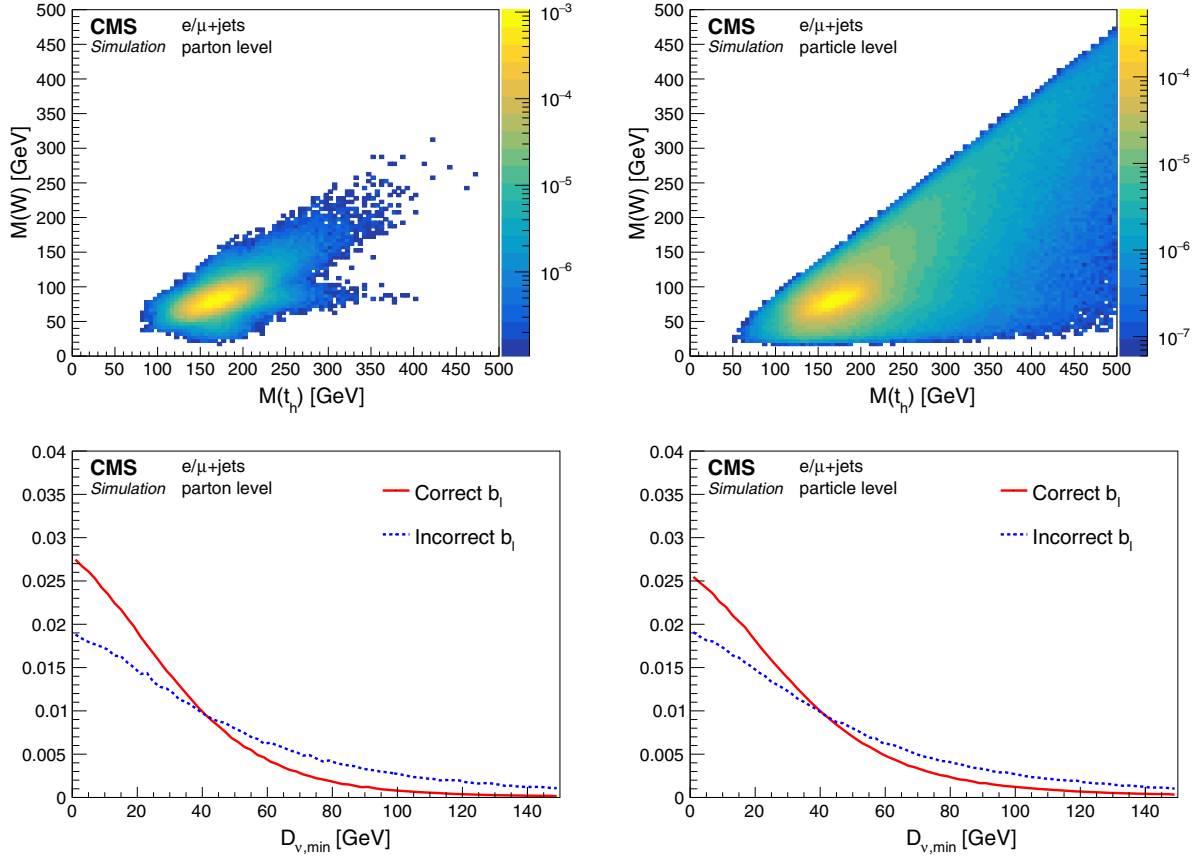 CMS e/μ+jets
Simulation parton level
M(W) [GeV]
500
450
400
350
300
250
200
150
100
50
0
0 50 100 150 200 250 300 350 400 450 500
M(t_h) [GeV]
10⁻³
10⁻⁴
10⁻⁵
10⁻⁶
CMS e/μ+jets
Simulation particle level
M(W) [GeV]
500
450
400
350
300
250
200
150
100
50
0
0 50 100 150 200 250 300 350 400 450 500
M(t_h) [GeV]
10⁻⁴
10⁻⁵
10⁻⁶
10⁻⁷
CMS e/μ+jets
Simulation parton level
Correct b_l
Incorrect b_l
0.04
0.035
0.03
0.025
0.02
0.015
0.01
0.005
0
0 20 40 60 80 100 120 140
D_ν,min [GeV]
CMS e/μ+jets
Simulation particle level
Correct b_l
Incorrect b_l
0.04
0.035
0.03
0.025
0.02
0.015
0.01
0.005
0
0 20 40 60 80 100 120 140
D_ν,min [GeV]